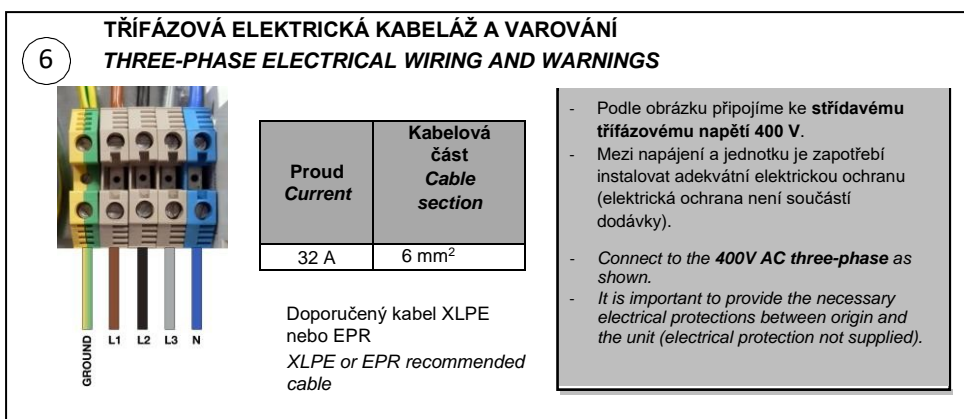 6
TŘÍFÁZOVÁ ELEKTRICKÁ KABELÁŽ A VAROVÁNÍ
THREE-PHASE ELECTRICAL WIRING AND WARNINGS
GROUND
L1 L2 L3 N
Proud
Current
Kabelová
část
Cable
section
32 A
6 mm²
Doporučený kabel XLPE
nebo EPR
XLPE or EPR recommended
cable
- Podle obrázku připojíme ke střídavému
třífázovému napětí 400 V.
- Mezi napájení a jednotku je zapotřebí
instalovat adekvátní elektrickou ochranu
(elektrická ochrana není součástí
dodávky).
- Connect to the 400V AC three-phase as
shown.
- It is important to provide the necessary
electrical protections between origin and
the unit (electrical protection not supplied).